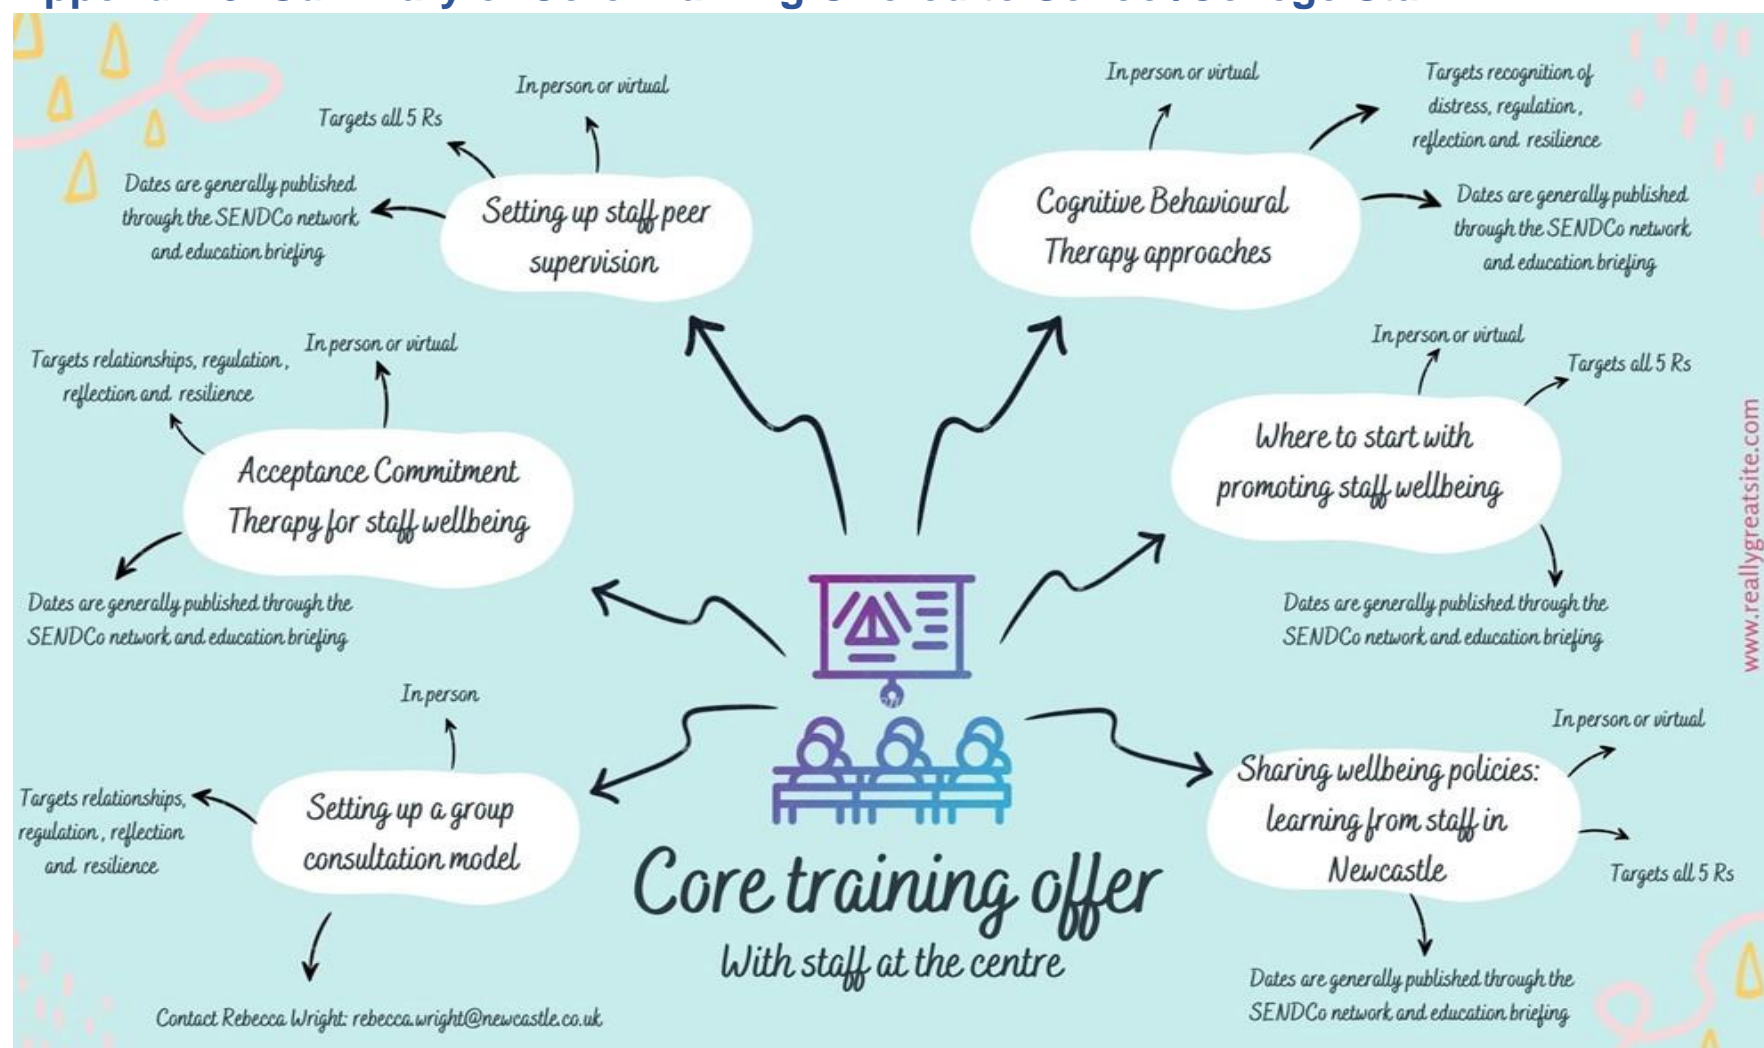 In person or virtual
Targets all 5 Rs
Dates are generally published
through the SENDCo network
and education briefing
Setting up staff peer
supervision
In person or virtual
Targets recognition of
distress, regulation,
reflection and resilience
Cognitive Behavioural
Therapy approaches
Dates are generally published
through the SENDCo network
and education briefing
In person or virtual
Targets relationships, regulation,
reflection and resilience
Acceptance Commitment
Therapy for staff wellbeing
Dates are generally published through the
SENDCo network and education briefing
In person or virtual
Targets all 5 Rs
Where to start with
promoting staff wellbeing
Dates are generally published through the
SENDCo network and education briefing
In person
Targets relationships,
regulation, reflection
and resilience
Setting up a group
consultation model
Contact Rebecca Wright: rebecca.wright@newcastle.co.uk
In person or virtual
Sharing wellbeing policies:
learning from staff in
Newcastle
Targets all 5 Rs
Dates are generally published through the
SENDCo network and education briefing
Core training offer
With staff at the centre
www.reallygreatsite.com